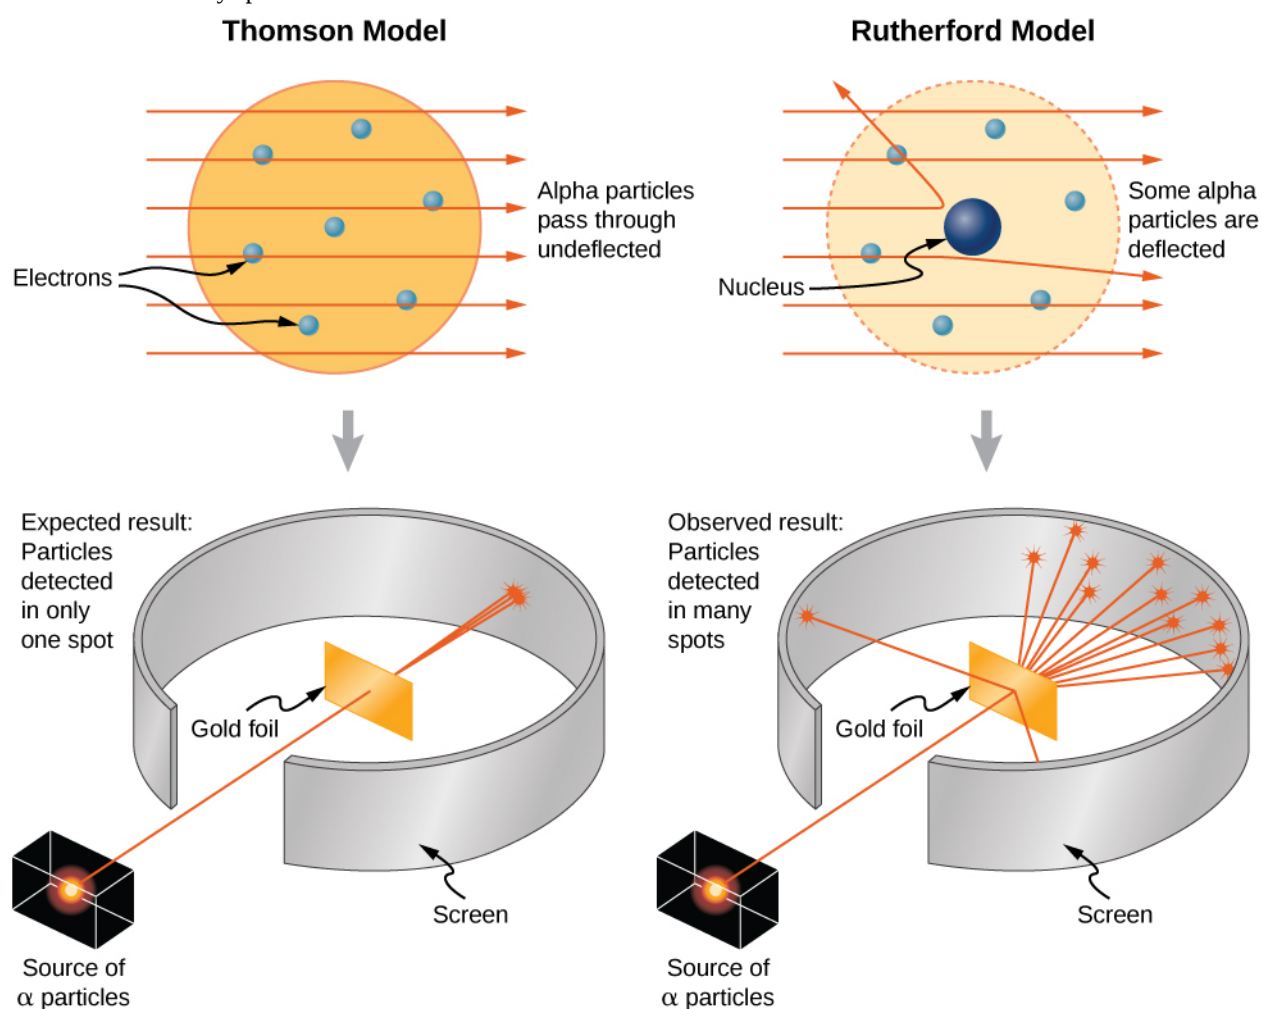 Thomson Model
Alpha particles
pass through
undeflected
Electrons
Expected result:
Particles
detected
in only
one spot
Gold foil
Screen
Source of
α particles
Rutherford Model
Some alpha
particles are
deflected
Nucleus
Observed result:
Particles
detected
in many
spots
Gold foil
Screen
Source of
α particles